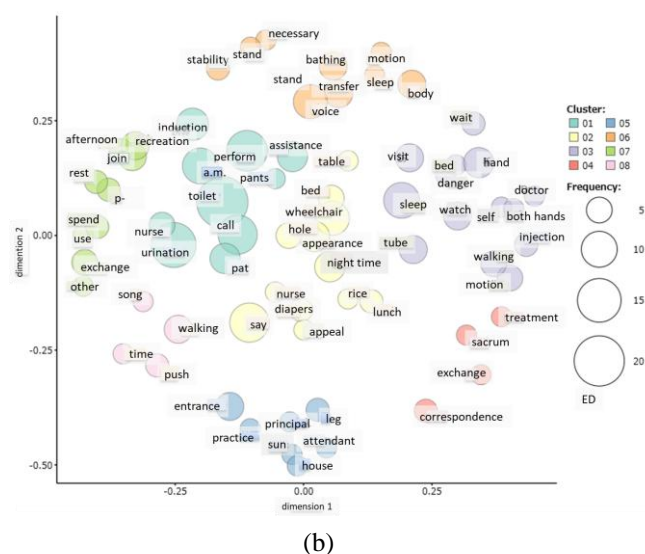 necessary
stand
stability
bathing
motion
stand
transfer
sleep
body
voice
induction
wait
afternoon
recreation
assistance
join
perform
table
visit
bed
hand
a.m.
pants
danger
rest
toilet
bed
doctor
p-
sleep
wheelchair
watch
self
both hands
spend
nurse
call
hole
use
appearance
tube
injection
urination
exchange
pat
night time
walking
other
motion
song
nurse
rice
diapers
lunch
walking
say
appeal
treatment
time
sacrum
push
exchange
entrance
principal
leg
correspondence
practice
sun
attendant
house
Cluster:
01 05
02 06
03 07
04 08
Frequency:
5
10
15
20
ED
0.50
0.25
0.00
-0.25
-0.50
dimention 2
-0.25 0.00 0.25
dimension 1
(b)